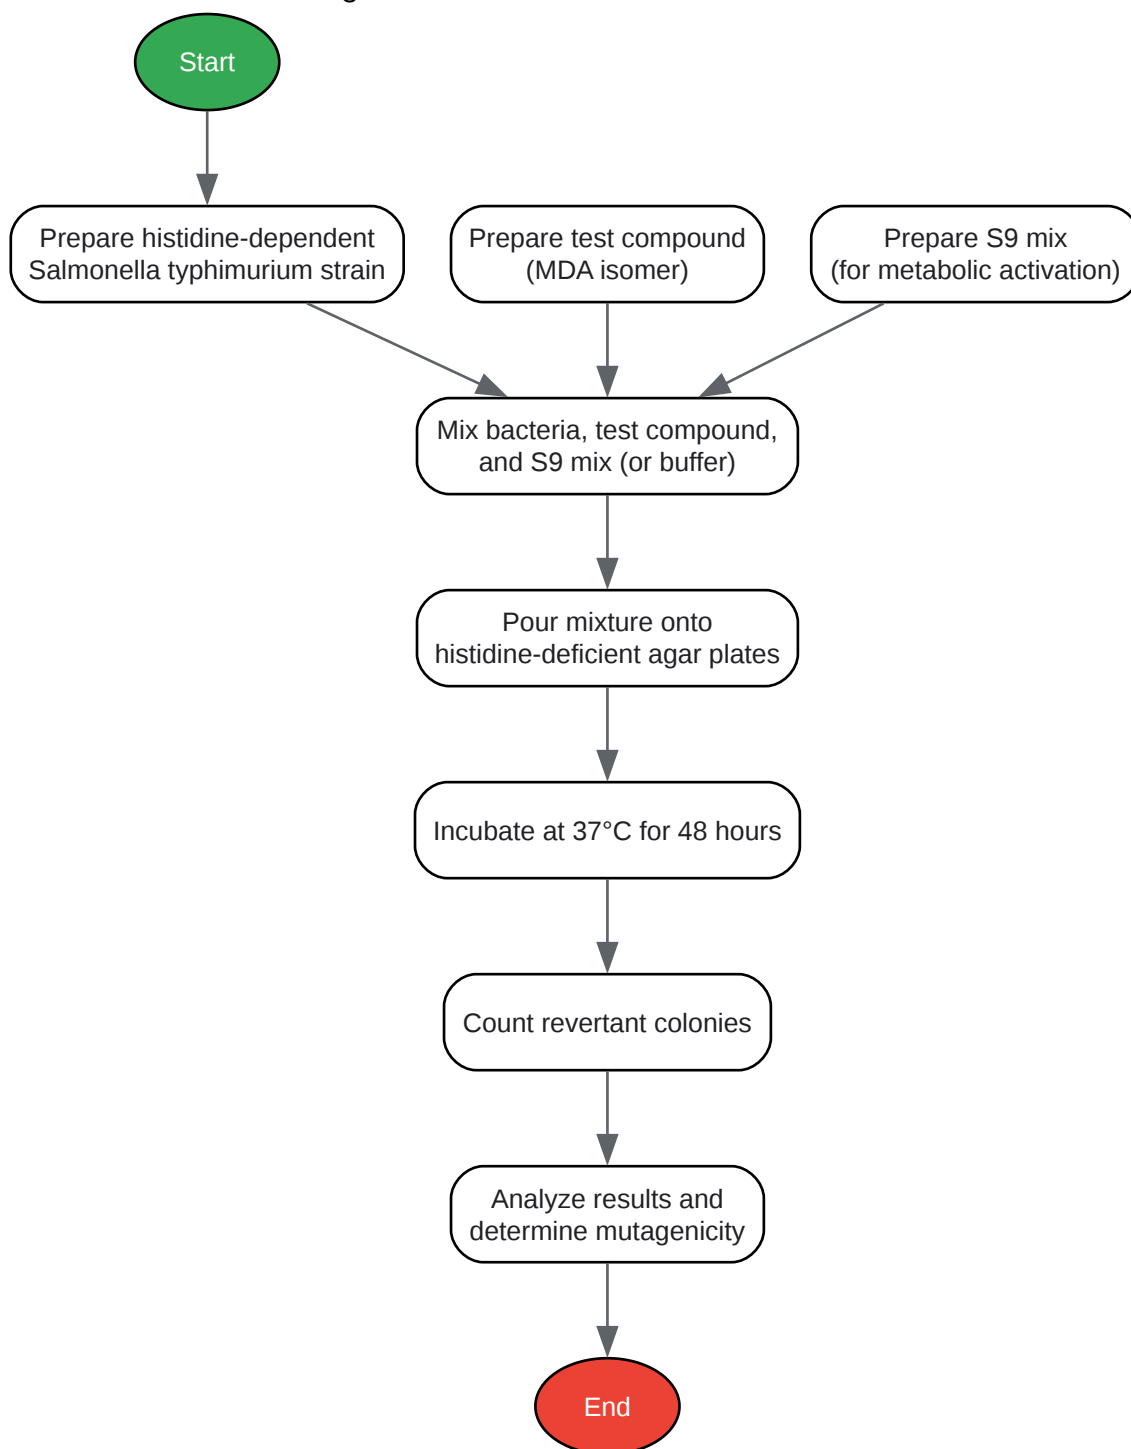 Start
Prepare histidine-dependent
Salmonella typhimurium strain
Prepare test compound
(MDA isomer)
Prepare S9 mix
(for metabolic activation)
Mix bacteria, test compound,
and S9 mix (or buffer)
Pour mixture onto
histidine-deficient agar plates
Incubate at 37°C for 48 hours
Count revertant colonies
Analyze results and
determine mutagenicity
End